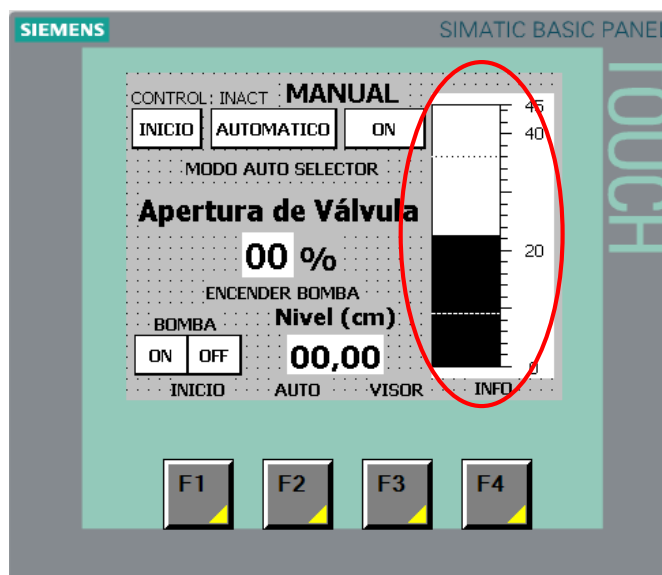 SIEMENS
SIMATIC BASIC PANEL
TOUCH
CONTROL: INACT MANUAL
INICIO AUTOMATICO ON
MODO AUTO SELECTOR
Apertura de Válvula
00 %
ENCENDER BOMBA
BOMBA Nivel (cm)
ON OFF 00,00
INICIO AUTO VISOR INFO
45
40
20
0
F1 F2 F3 F4